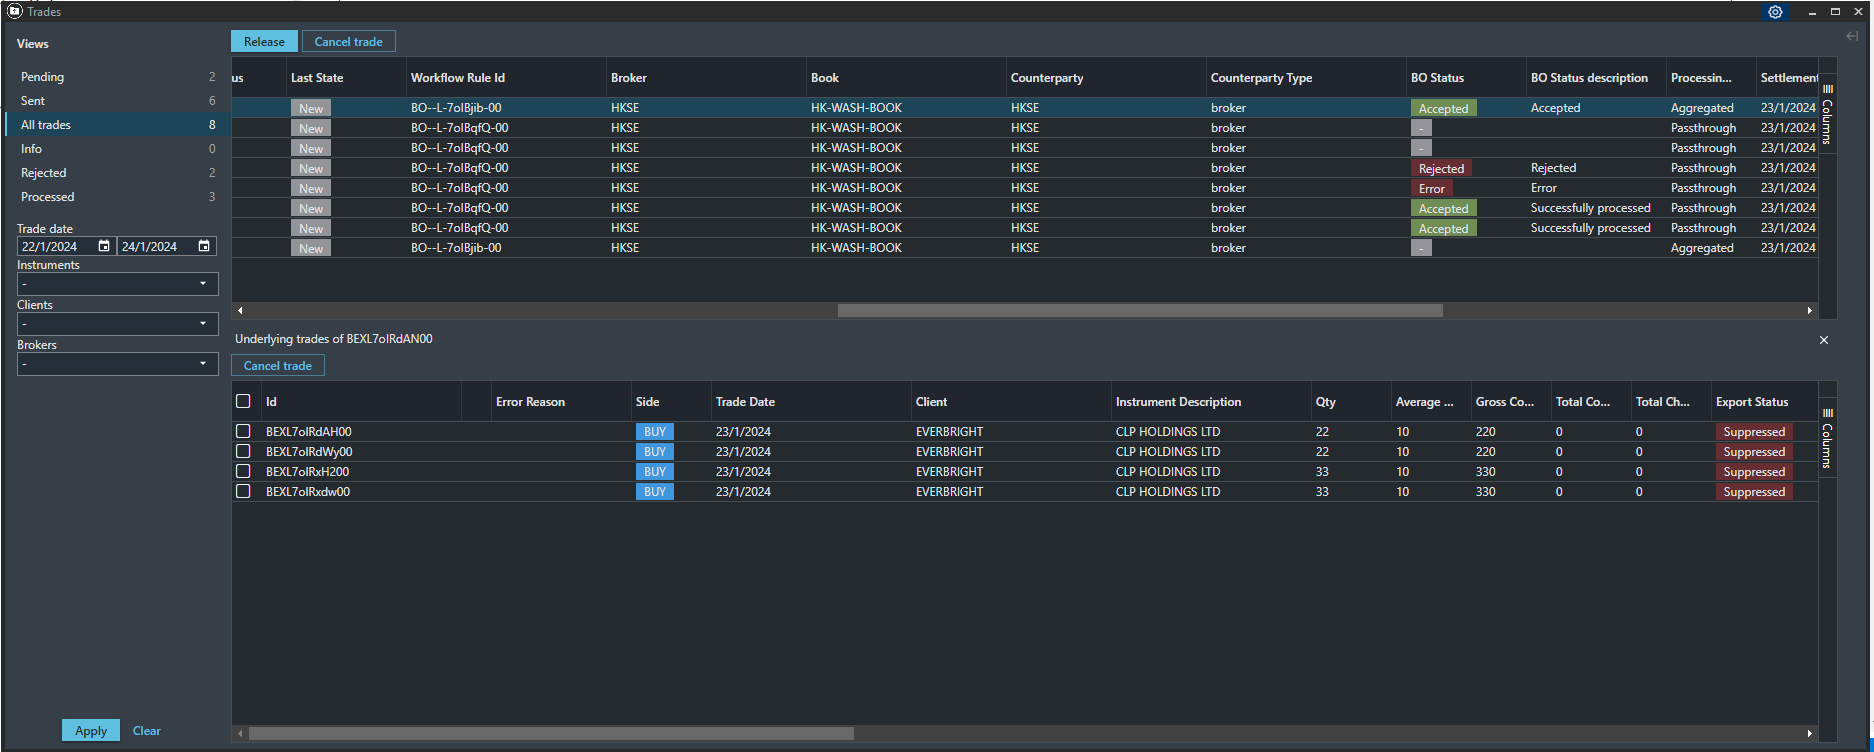 Trades
Views
Pending 2
Sent 6
All trades 8
Info 0
Rejected 2
Processed 3
Trade date
22/1/2024 24/1/2024
Instruments
-
Clients
-
Brokers
-
Apply Clear
Release Cancel trade
us Last State Workflow Rule Id Broker Book Counterparty Counterparty Type BO Status BO Status description Processin... Settlement
New BO--L-7olBjib-00 HKSE HK-WASH-BOOK HKSE broker Accepted Accepted Aggregated 23/1/2024
New BO--L-7olBqfQ-00 HKSE HK-WASH-BOOK HKSE broker - Passthrough 23/1/2024
New BO--L-7olBqfQ-00 HKSE HK-WASH-BOOK HKSE broker - Passthrough 23/1/2024
New BO--L-7olBqfQ-00 HKSE HK-WASH-BOOK HKSE broker Rejected Rejected Passthrough 23/1/2024
New BO--L-7olBqfQ-00 HKSE HK-WASH-BOOK HKSE broker Error Error Passthrough 23/1/2024
New BO--L-7olBqfQ-00 HKSE HK-WASH-BOOK HKSE broker Accepted Successfully processed Passthrough 23/1/2024
New BO--L-7olBqfQ-00 HKSE HK-WASH-BOOK HKSE broker Accepted Successfully processed Passthrough 23/1/2024
New BO--L-7olBjib-00 HKSE HK-WASH-BOOK HKSE broker - Aggregated 23/1/2024
Columns
Underlying trades of BEXL7olRdAN00
Cancel trade
Id Error Reason Side Trade Date Client Instrument Description Qty Average ... Gross Co... Total Co... Total Ch... Export Status
BEXL7olRdAH00 BUY 23/1/2024 EVERBRIGHT CLP HOLDINGS LTD 22 10 220 0 0 Suppressed
BEXL7olRdWy00 BUY 23/1/2024 EVERBRIGHT CLP HOLDINGS LTD 22 10 220 0 0 Suppressed
BEXL7olRxH200 BUY 23/1/2024 EVERBRIGHT CLP HOLDINGS LTD 33 10 330 0 0 Suppressed
BEXL7olRxdw00 BUY 23/1/2024 EVERBRIGHT CLP HOLDINGS LTD 33 10 330 0 0 Suppressed
Columns